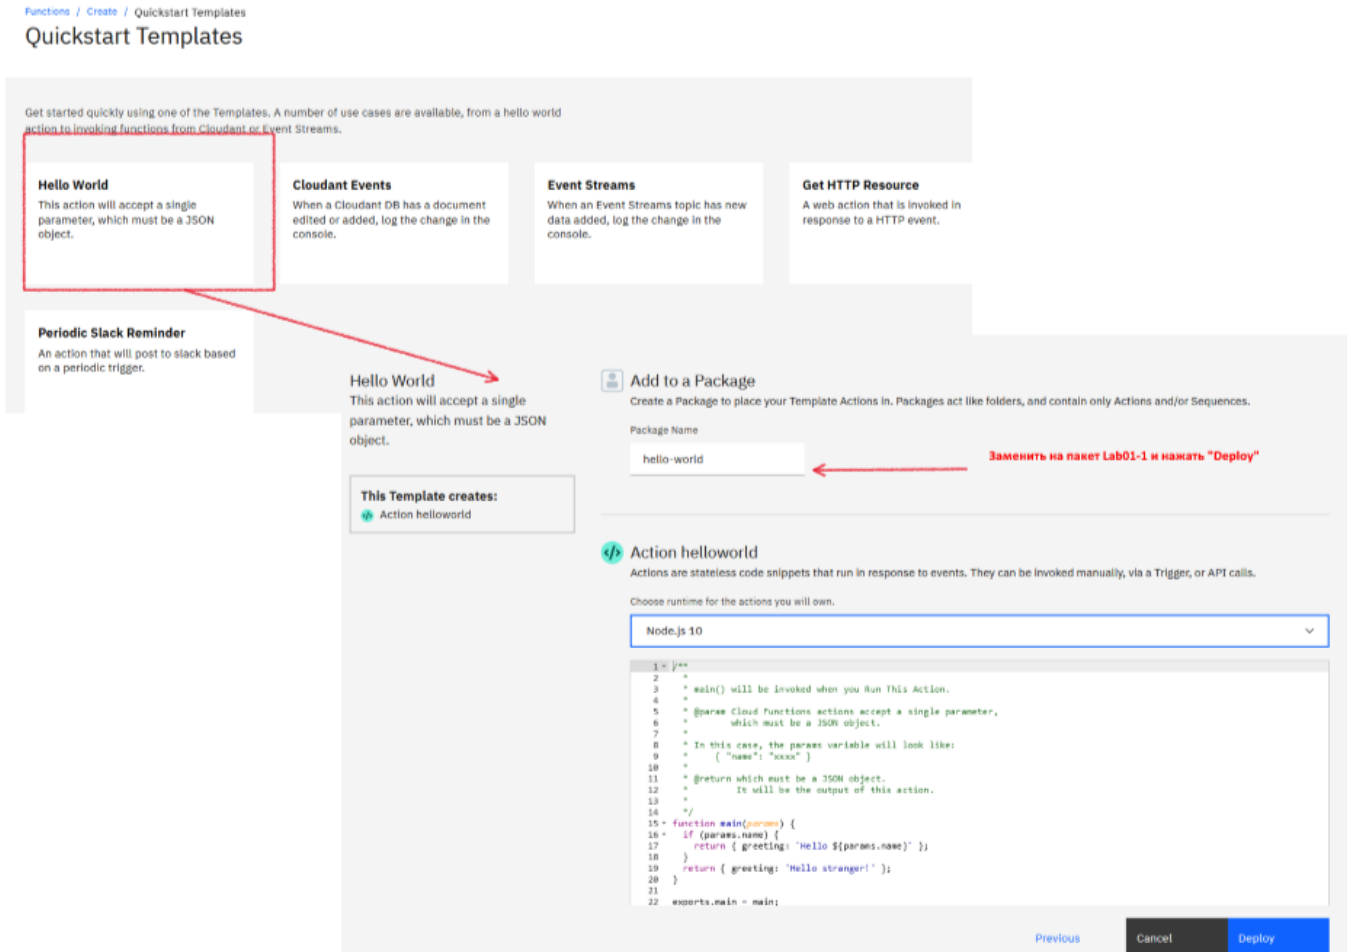 Functions / Create / Quickstart Templates
Quickstart Templates
Get started quickly using one of the Templates. A number of use cases are available, from a hello world
action to invoking functions from Cloudant or Event Streams.
Hello World
This action will accept a single
parameter, which must be a JSON
object.
Cloudant Events
When a Cloudant DB has a document
edited or added, log the change in the
console.
Event Streams
When an Event Streams topic has new
data added, log the change in the
console.
Get HTTP Resource
A web action that is invoked in
response to a HTTP event.
Periodic Slack Reminder
An action that will post to slack based
on a periodic trigger.
Hello World
This action will accept a single
parameter, which must be a JSON
object.
This Template creates:
</> Action helloworld
Add to a Package
Create a Package to place your Template Actions in. Packages act like folders, and contain only Actions and/or Sequences.
Package Name
hello-world
Заменить на пакет Lab01-1 и нажать "Deploy"
</> Action helloworld
Actions are stateless code snippets that run in response to events. They can be invoked manually, via a Trigger, or API calls.
Choose runtime for the actions you will own.
Node.js 10
1 /**
2 *
3 * main() will be invoked when you Run This Action.
4 *
5 * @param Cloud Functions actions accept a single parameter,
6 * which must be a JSON object.
7 *
8 * In this case, the params variable will look like:
9 * { "name": "xxxx" }
10 *
11 * @return which must be a JSON object.
12 * It will be the output of this action.
13 *
14 */
15 function main(params) {
16 if (params.name) {
17 return { greeting: `Hello ${params.name}` };
18 }
19 return { greeting: 'Hello stranger!' };
20 }
21
22 exports.main = main;
Previous
Cancel
Deploy